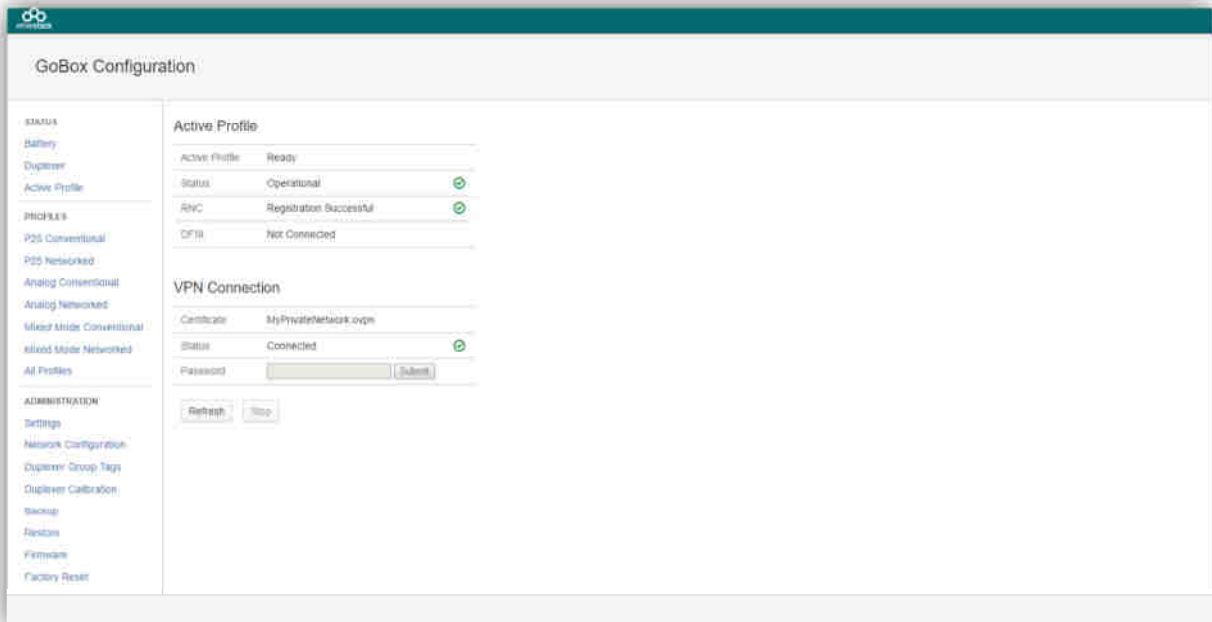 GoBox Configuration
STATUS
Battery
Duplexer
Active Profile
PROFILES
P25 Conventional
P25 Networked
Analog Conventional
Analog Networked
Mixed Mode Conventional
Mixed Mode Networked
All Profiles
ADMINISTRATION
Settings
Network Configuration
Duplexer Group Tags
Duplexer Calibration
Backup
Restore
Firmware
Factory Reset
Active Profile
Active Profile Ready
Status Operational
RNC Registration Successful
Not Connected
VPN Connection
Certificate MyPrivateNetwork.ovpn
Status Connected
Password Submit
Refresh Stop